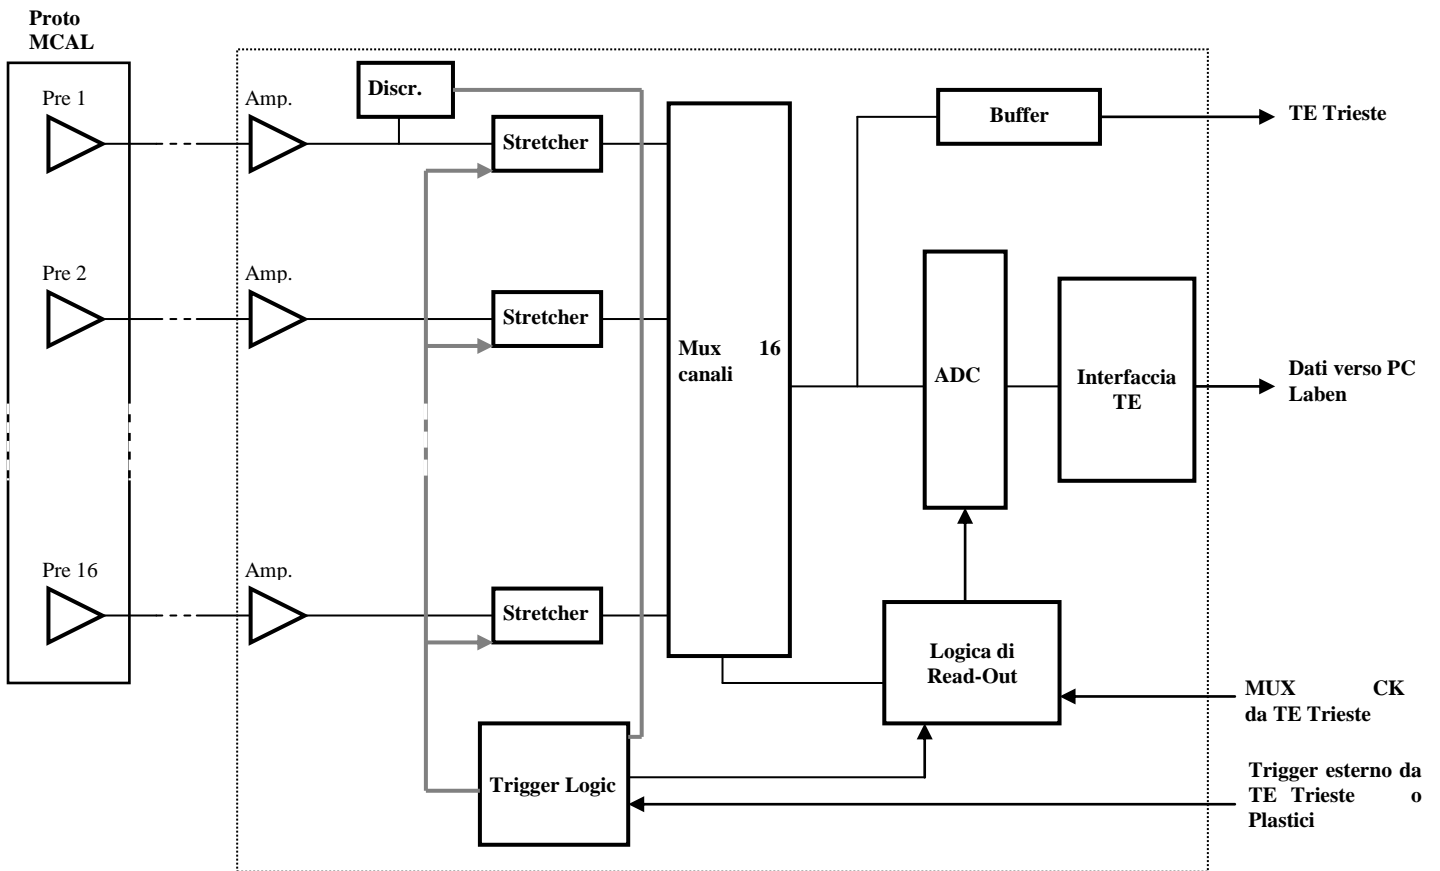 Proto
MCAL
Pre 1
Amp.
Discr.
Stretcher
Buffer
TE Trieste
Pre 2
Amp.
Stretcher
Mux 16
canali
ADC
Interfaccia
TE
Dati verso PC
Laben
Pre 16
Amp.
Stretcher
Logica di
Read-Out
MUX CK
da TE Trieste
Trigger Logic
Trigger esterno da
TE Trieste o
Plastici